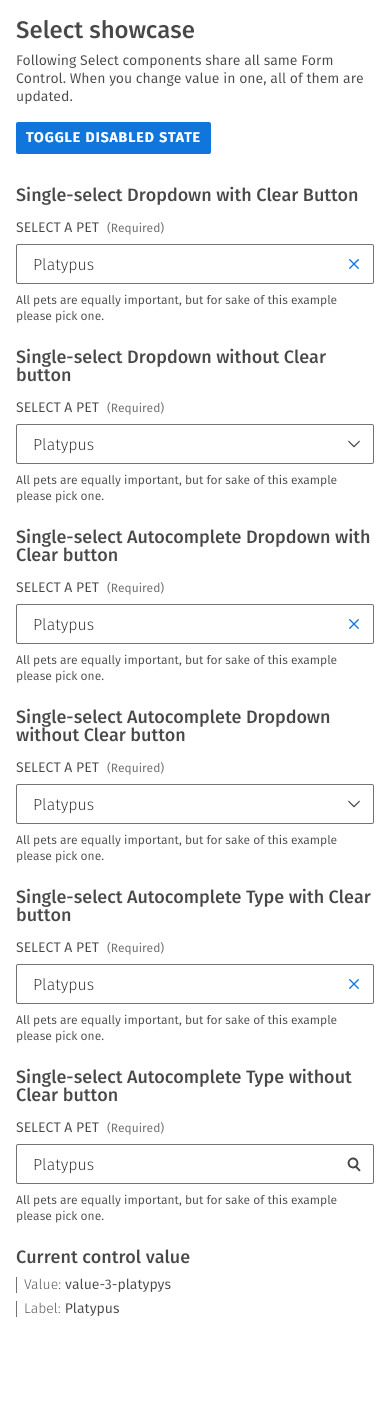 Select showcase
Following Select components share all same Form
Control. When you change value in one, all of them are
updated.
TOGGLE DISABLED STATE
Single-select Dropdown with Clear Button
SELECT A PET (Required)
Platypus
All pets are equally important, but for sake of this example
please pick one.
Single-select Dropdown without Clear
button
SELECT A PET (Required)
Platypus
All pets are equally important, but for sake of this example
please pick one.
Single-select Autocomplete Dropdown with
Clear button
SELECT A PET (Required)
Platypus
All pets are equally important, but for sake of this example
please pick one.
Single-select Autocomplete Dropdown
without Clear button
SELECT A PET (Required)
Platypus
All pets are equally important, but for sake of this example
please pick one.
Single-select Autocomplete Type with Clear
button
SELECT A PET (Required)
Platypus
All pets are equally important, but for sake of this example
please pick one.
Single-select Autocomplete Type without
Clear button
SELECT A PET (Required)
Platypus
All pets are equally important, but for sake of this example
please pick one.
Current control value
Value: value-3-platypys
Label: Platypus